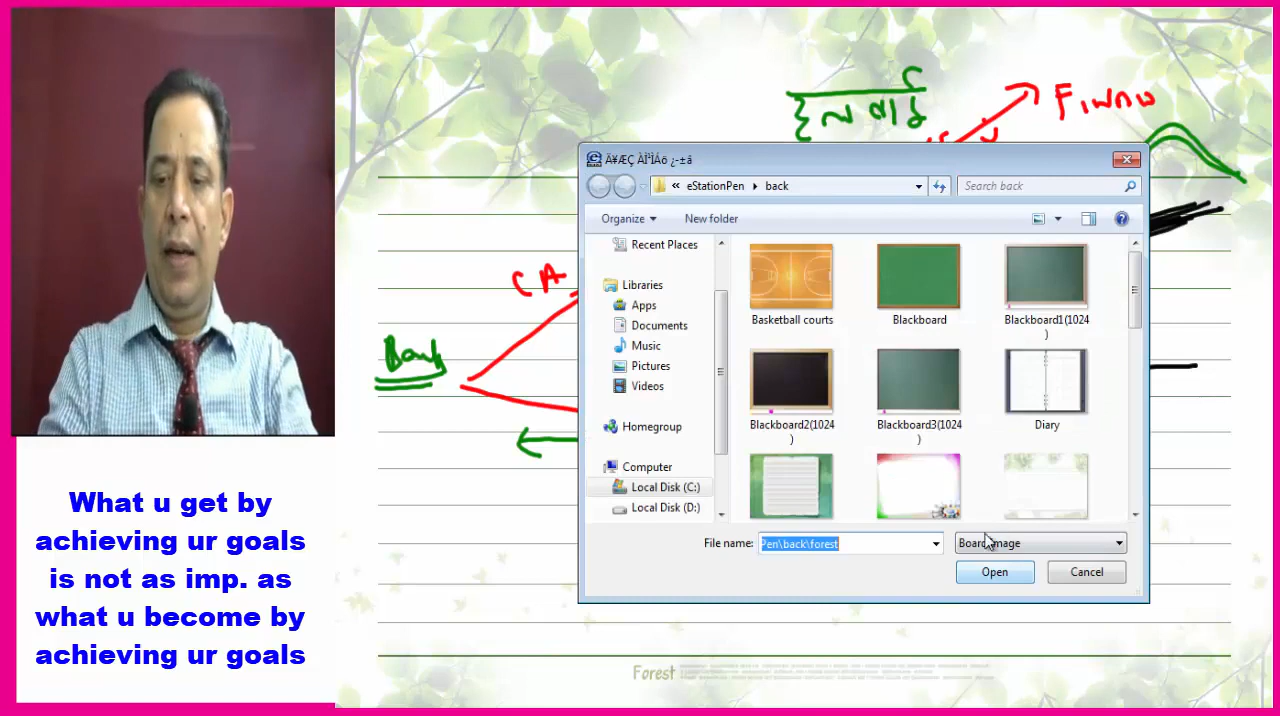 Finance
CA
Bank
Ä¥ÆÇ ÀÌ¹ÌÁö ¿­±â
« eStationPen back
Search back
Organize
New folder
Recent Places
Libraries
Apps
Documents
Music
Pictures
Videos
Homegroup
Computer
Local Disk (C:)
Local Disk (D:)
Basketball courts
Blackboard
Blackboard1(1024
)
Blackboard2(1024
)
Blackboard3(1024
)
Diary
File name:
Pen\back\forest
Board Image
Open
Cancel
What u get by
achieving ur goals
is not as imp. as
what u become by
achieving ur goals
Forest